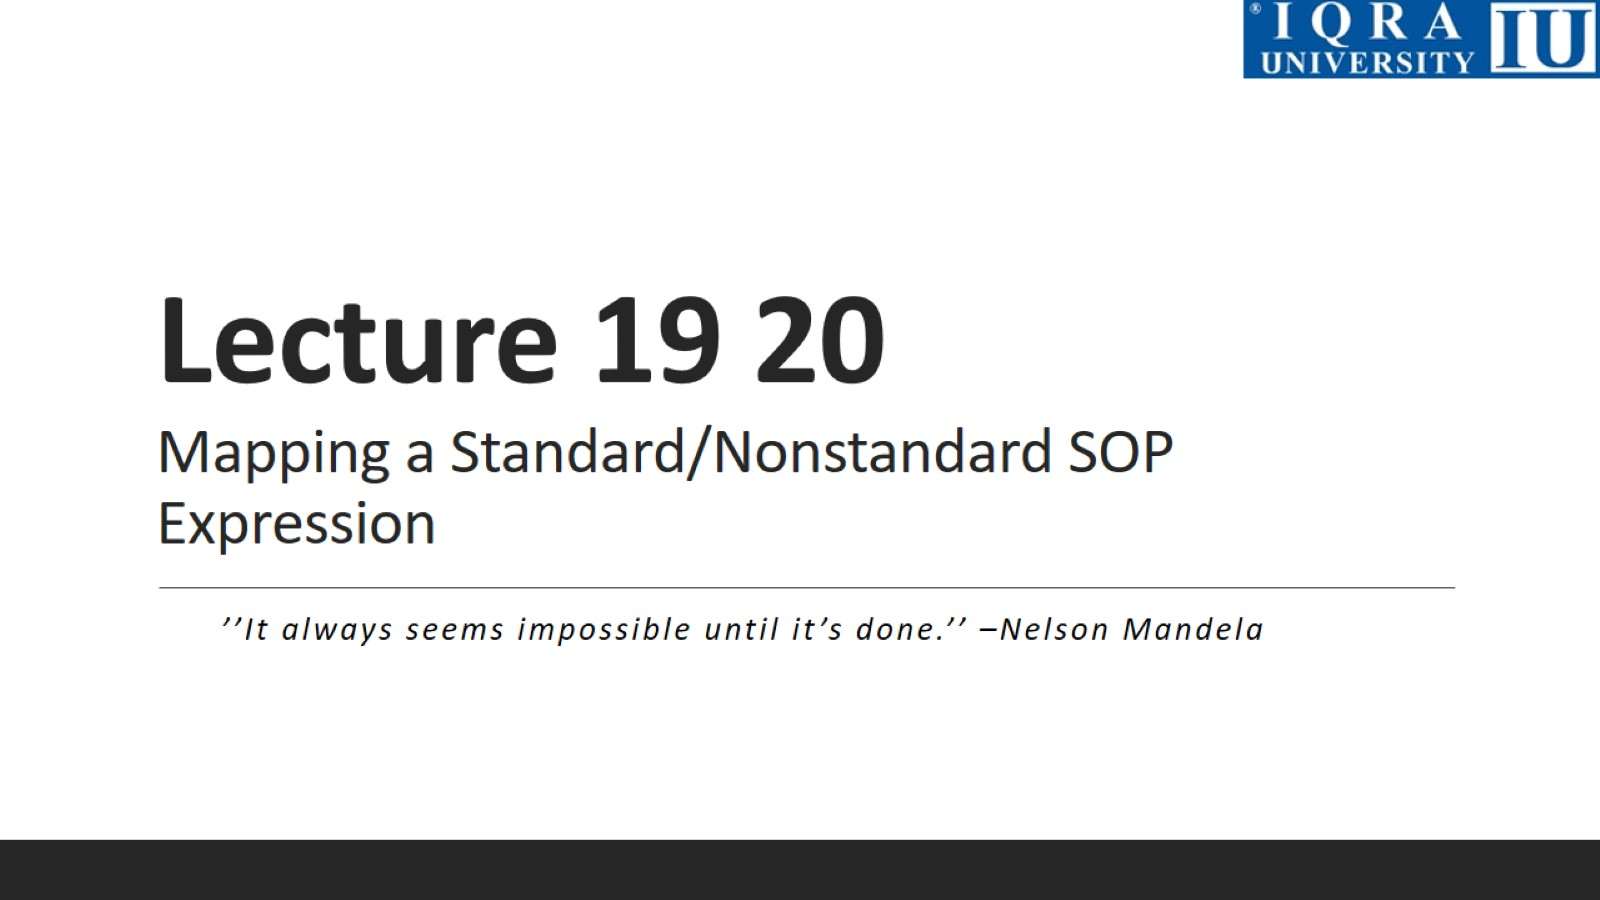 ® IQRA
UNIVERSITY IU
Lecture 19 20
Mapping a Standard/Nonstandard SOP
Expression
’’It always seems impossible until it’s done.’’ –Nelson Mandela